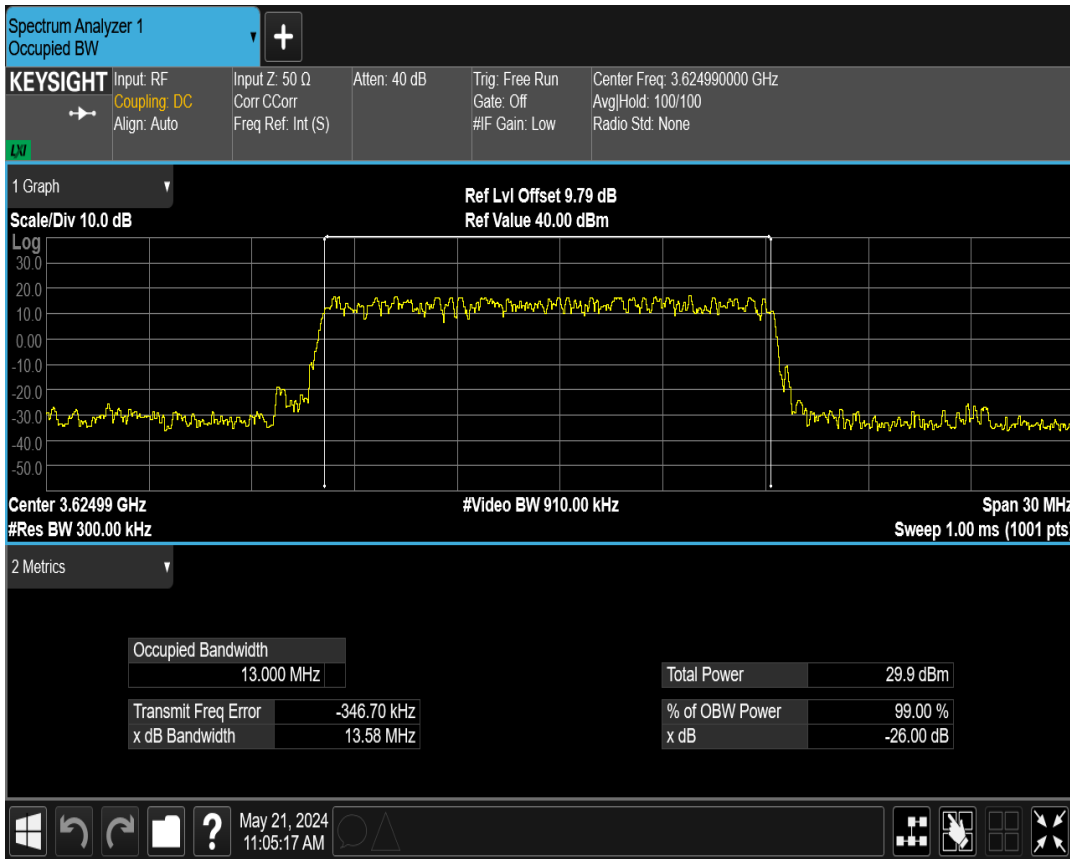 Spectrum Analyzer 1
Occupied BW
+
KEYSIGHT
LXI
Input: RF
Coupling: DC
Align: Auto
Input Z: 50 Ω
Corr CCorr
Freq Ref: Int (S)
Atten: 40 dB
Trig: Free Run
Gate: Off
#IF Gain: Low
Center Freq: 3.624990000 GHz
Avg|Hold: 100/100
Radio Std: None
1 Graph
Scale/Div 10.0 dB
Ref Lvl Offset 9.79 dB
Ref Value 40.00 dBm
Log
30.0
20.0
10.0
0.00
-10.0
-20.0
-30.0
-40.0
-50.0
Center 3.62499 GHz
#Res BW 300.00 kHz
#Video BW 910.00 kHz
Span 30 MHz
Sweep 1.00 ms (1001 pts)
2 Metrics
Occupied Bandwidth
13.000 MHz
Transmit Freq Error -346.70 kHz
x dB Bandwidth 13.58 MHz
Total Power 29.9 dBm
% of OBW Power 99.00 %
x dB -26.00 dB
?
May 21, 2024
11:05:17 AM